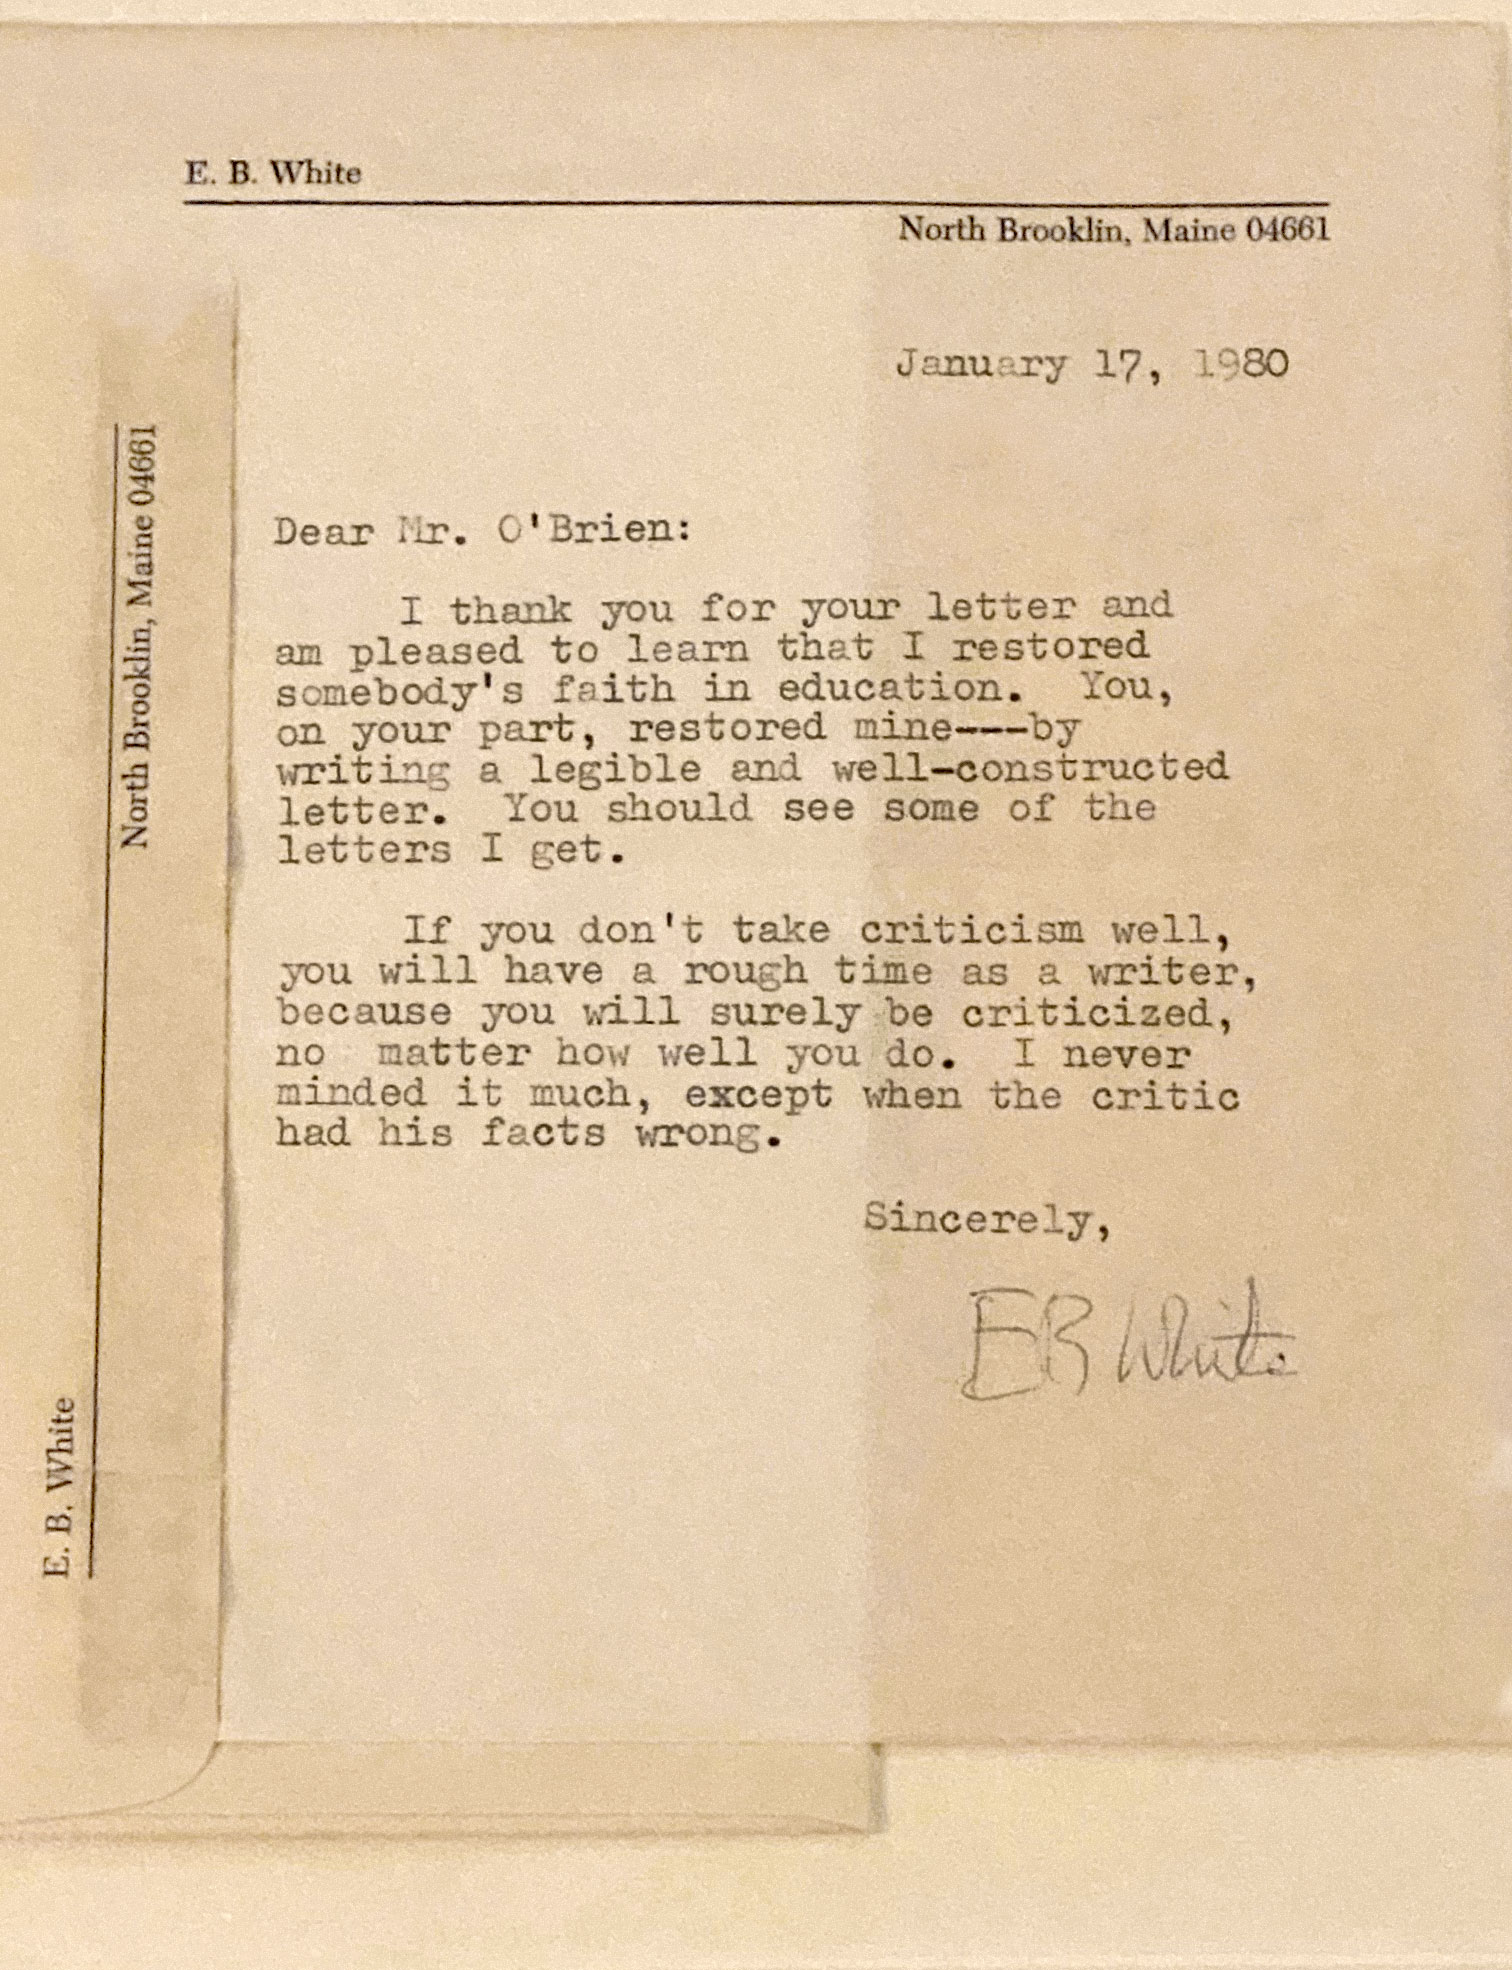 E. B. White
North Brooklin, Maine 04661
January 17, 1980
Dear Mr. O'Brien:
I thank you for your letter and
am pleased to learn that I restored
somebody's faith in education.  You,
on your part, restored mine---by
writing a legible and well-constructed
letter.  You should see some of the
letters I get.
If you don't take criticism well,
you will have a rough time as a writer,
because you will surely be criticized,
no  matter how well you do.  I never
minded it much, except when the critic
had his facts wrong.
Sincerely,
EB White
E. B. White
North Brooklin, Maine 04661